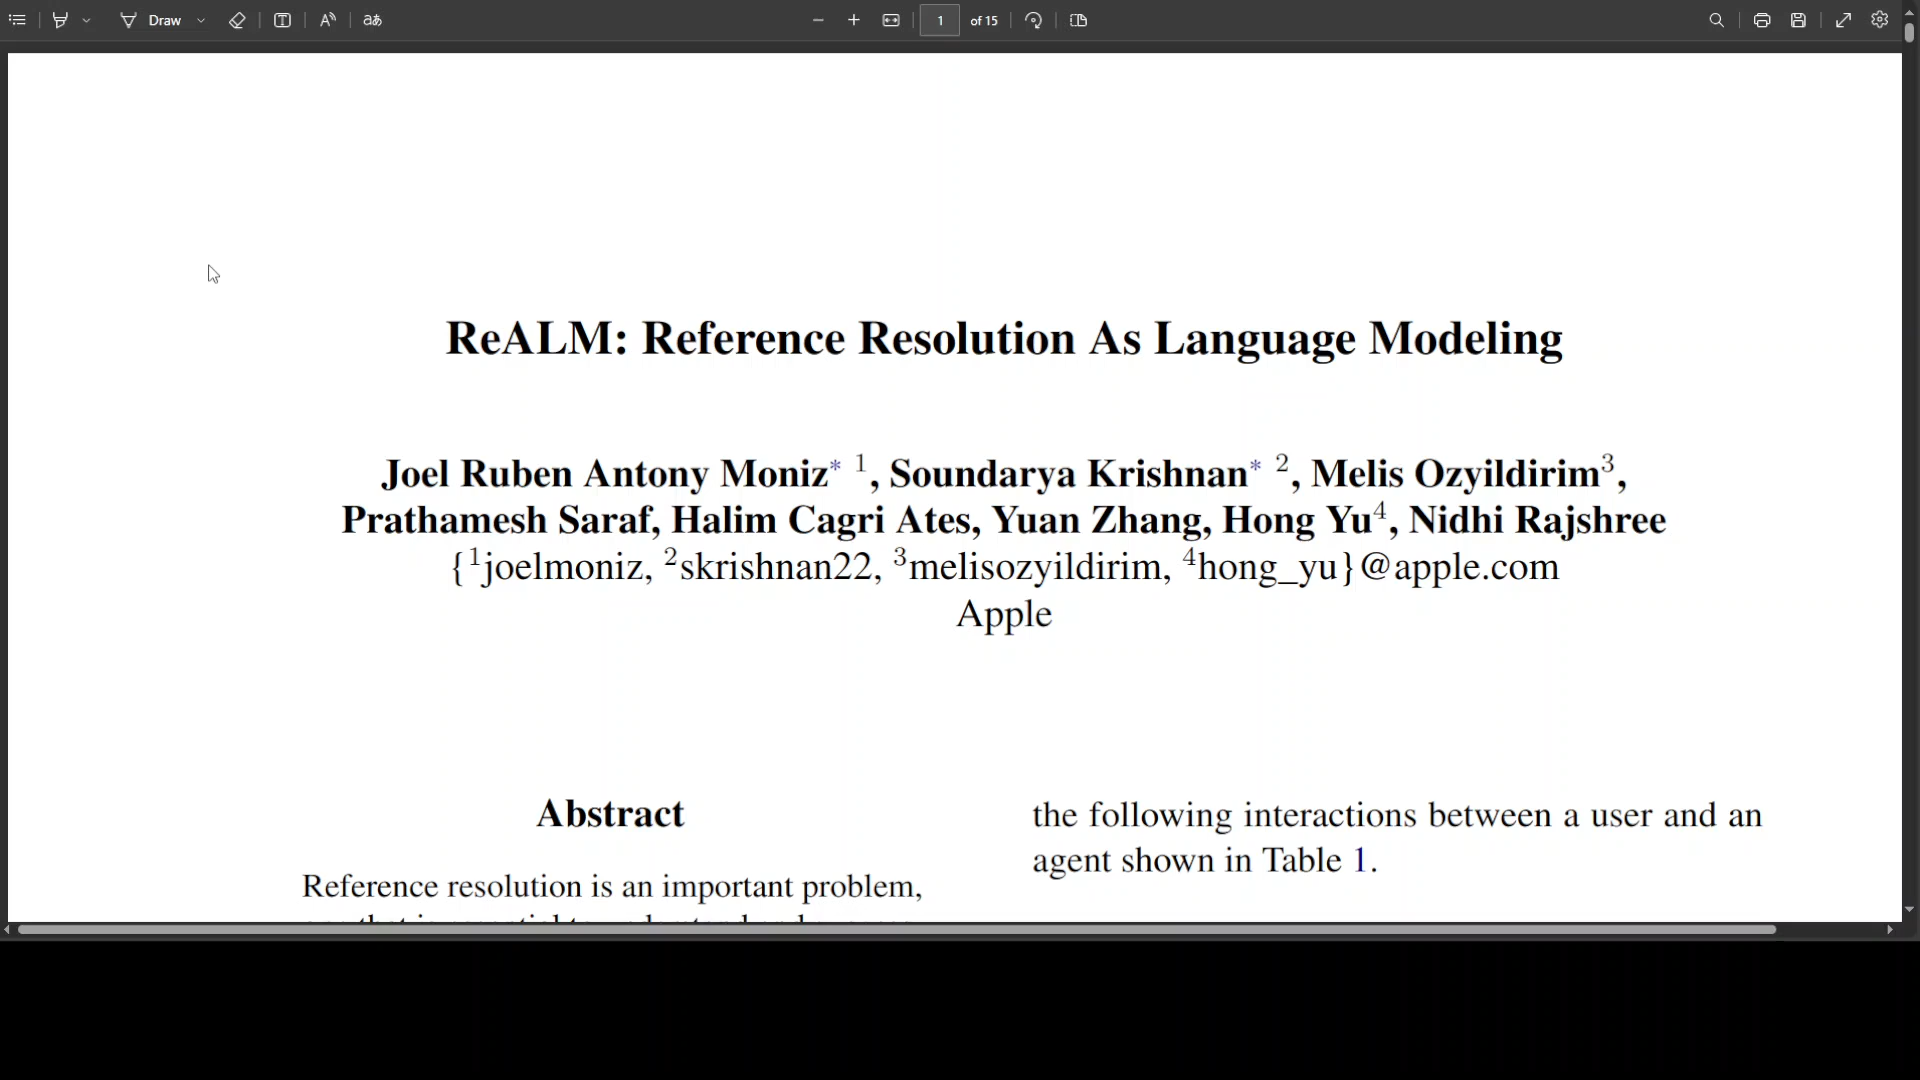 Draw
1
of 15
ReALM: Reference Resolution As Language Modeling
Joel Ruben Antony Moniz* 1, Soundarya Krishnan* 2, Melis Ozyildirim3,
Prathamesh Saraf, Halim Cagri Ates, Yuan Zhang, Hong Yu4, Nidhi Rajshree
{1joelmoniz, 2skrishnan22, 3melisozyildirim, 4hong_yu}@apple.com
Apple
Abstract
Reference resolution is an important problem,
the following interactions between a user and an
agent shown in Table 1.